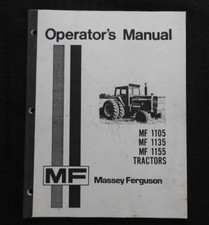 Operator's Manual
MF 1105
MF 1135
MF 1155
TRACTORS
MF
Massey Ferguson